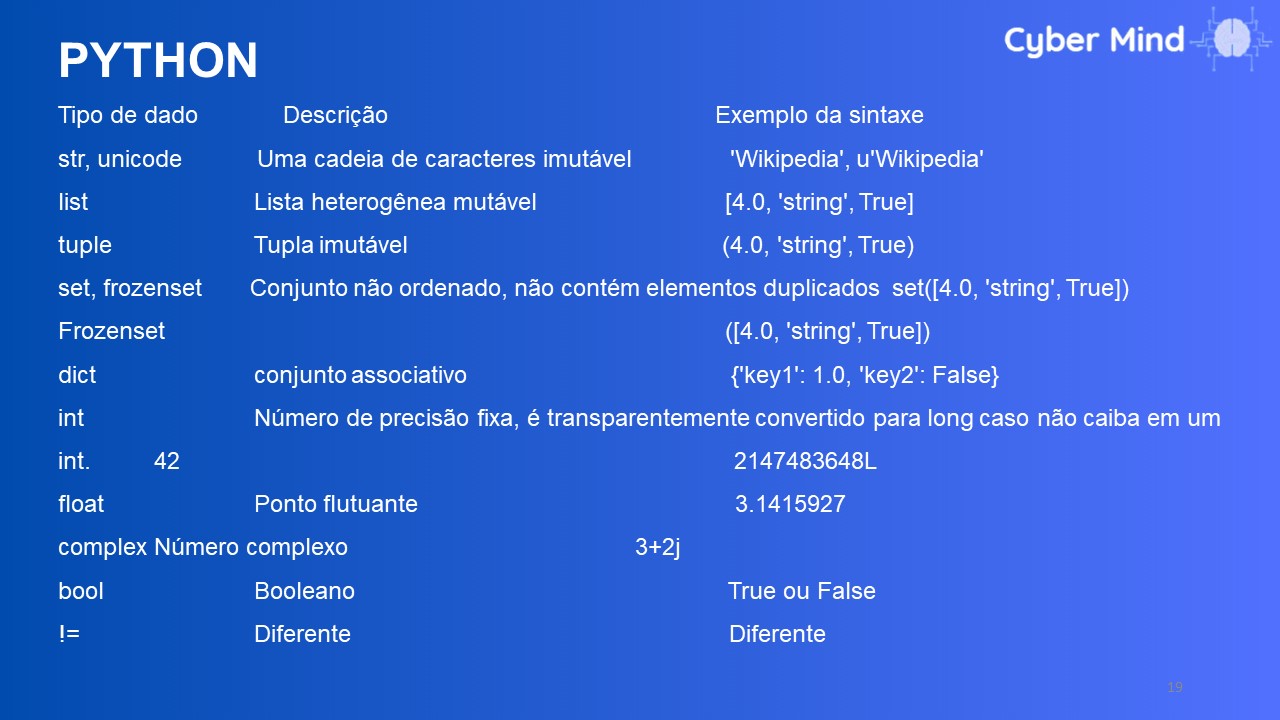 Cyber Mind
PYTHON
Tipo de dado Descrição Exemplo da sintaxe
str, unicode Uma cadeia de caracteres imutável 'Wikipedia', u'Wikipedia'
list Lista heterogênea mutável [4.0, 'string', True]
tuple Tupla imutável (4.0, 'string', True)
set, frozenset Conjunto não ordenado, não contém elementos duplicados set([4.0, 'string', True])
Frozenset ([4.0, 'string', True])
dict conjunto associativo {'key1': 1.0, 'key2': False}
int Número de precisão fixa, é transparentemente convertido para long caso não caiba em um
int. 42 2147483648L
float Ponto flutuante 3.1415927
complex Número complexo 3+2j
bool Booleano True ou False
!= Diferente Diferente
19